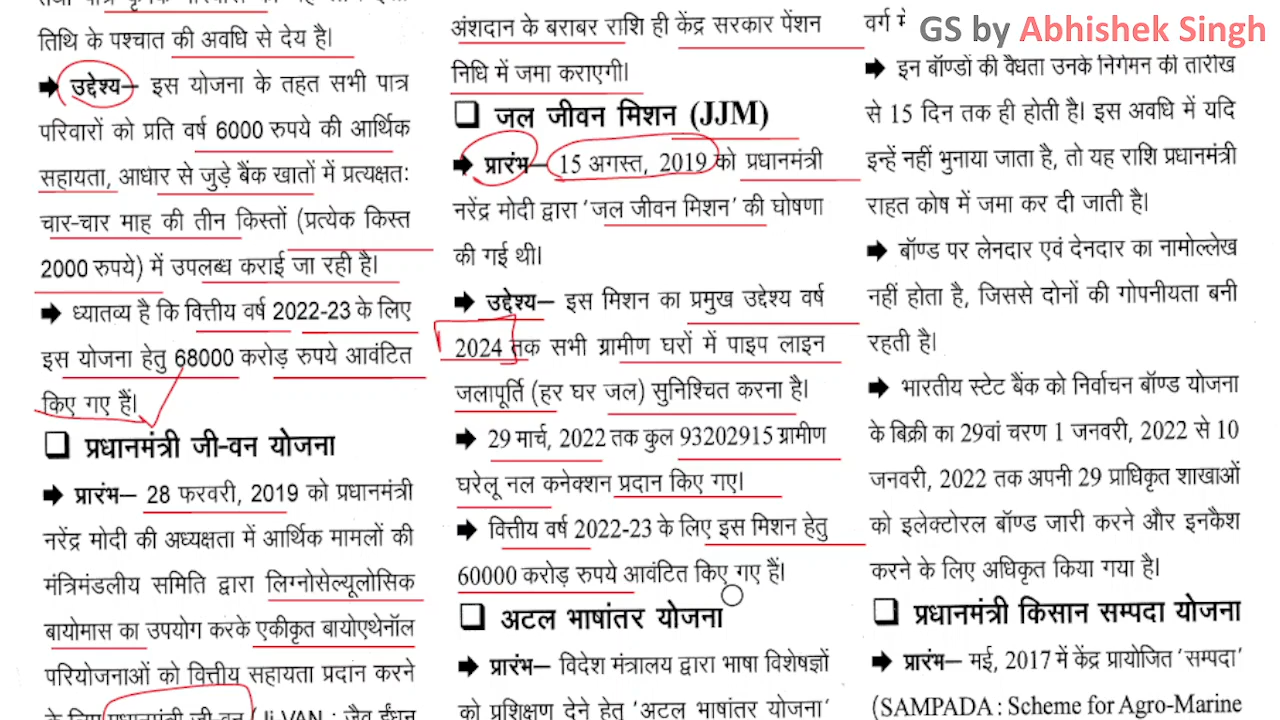 तिथि के पश्चात की अवधि से देय है।
➡ उद्देश्य– इस योजना के तहत सभी पात्र
परिवारों को प्रति वर्ष 6000 रुपये की आर्थिक
सहायता, आधार से जुड़े बैंक खातों में प्रत्यक्षतः
चार-चार माह की तीन किस्तों (प्रत्येक किस्त
2000 रुपये) में उपलब्ध कराई जा रही है।
➡ ध्यातव्य है कि वित्तीय वर्ष 2022-23 के लिए
इस योजना हेतु 68000 करोड़ रुपये आवंटित
किए गए हैं।
❑ प्रधानमंत्री जी-वन योजना
➡ प्रारंभ– 28 फरवरी, 2019 को प्रधानमंत्री
नरेंद्र मोदी की अध्यक्षता में आर्थिक मामलों की
मंत्रिमंडलीय समिति द्वारा लिग्नोसेल्यूलोसिक
बायोमास का उपयोग करके एकीकृत बायोएथेनॉल
परियोजनाओं को वित्तीय सहायता प्रदान करने
के लिए प्रधानमंत्री जी-वन (Ji-VAN : जैव ईंधन
अंशदान के बराबर राशि ही केंद्र सरकार पेंशन
निधि में जमा कराएगी।
❑ जल जीवन मिशन (JJM)
➡ प्रारंभ– 15 अगस्त, 2019 को प्रधानमंत्री
नरेंद्र मोदी द्वारा 'जल जीवन मिशन' की घोषणा
की गई थी।
➡ उद्देश्य– इस मिशन का प्रमुख उद्देश्य वर्ष
2024 तक सभी ग्रामीण घरों में पाइप लाइन
जलापूर्ति (हर घर जल) सुनिश्चित करना है।
➡ 29 मार्च, 2022 तक कुल 93202915 ग्रामीण
घरेलू नल कनेक्शन प्रदान किए गए।
➡ वित्तीय वर्ष 2022-23 के लिए इस मिशन हेतु
60000 करोड़ रुपये आवंटित किए गए हैं।
❑ अटल भाषांतर योजना
➡ प्रारंभ– विदेश मंत्रालय द्वारा भाषा विशेषज्ञों
को प्रशिक्षण देने हेतु 'अटल भाषांतर योजना'
वर्ग में
GS by Abhishek Singh
➡ इन बॉण्डों की वैधता उनके निर्गमन की तारीख
से 15 दिन तक ही होती है। इस अवधि में यदि
इन्हें नहीं भुनाया जाता है, तो यह राशि प्रधानमंत्री
राहत कोष में जमा कर दी जाती है।
➡ बॉण्ड पर लेनदार एवं देनदार का नामोल्लेख
नहीं होता है, जिससे दोनों की गोपनीयता बनी
रहती है।
➡ भारतीय स्टेट बैंक को निर्वाचन बॉण्ड योजना
के बिक्री का 29वां चरण 1 जनवरी, 2022 से 10
जनवरी, 2022 तक अपनी 29 प्राधिकृत शाखाओं
को इलेक्टोरल बॉण्ड जारी करने और इनकैश
करने के लिए अधिकृत किया गया है।
❑ प्रधानमंत्री किसान सम्पदा योजना
➡ प्रारंभ– मई, 2017 में केंद्र प्रायोजित 'सम्पदा'
(SAMPADA : Scheme for Agro-Marine